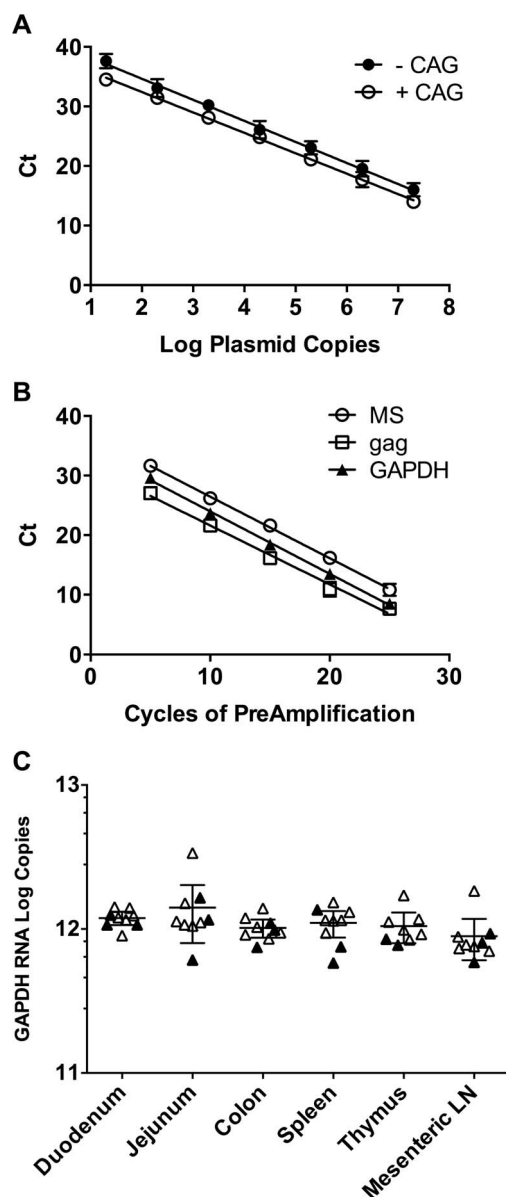 A
40
30
20
10
0
Ct
- CAG
+ CAG
1 2 3 4 5 6 7 8
Log Plasmid Copies
B
40
30
20
10
0
Ct
MS
gag
GAPDH
0 10 20 30
Cycles of PreAmplification
C
13
12
11
GAPDH RNA Log Copies
Duodenum
Jejunum
Colon
Spleen
Thymus
Mesenteric LN